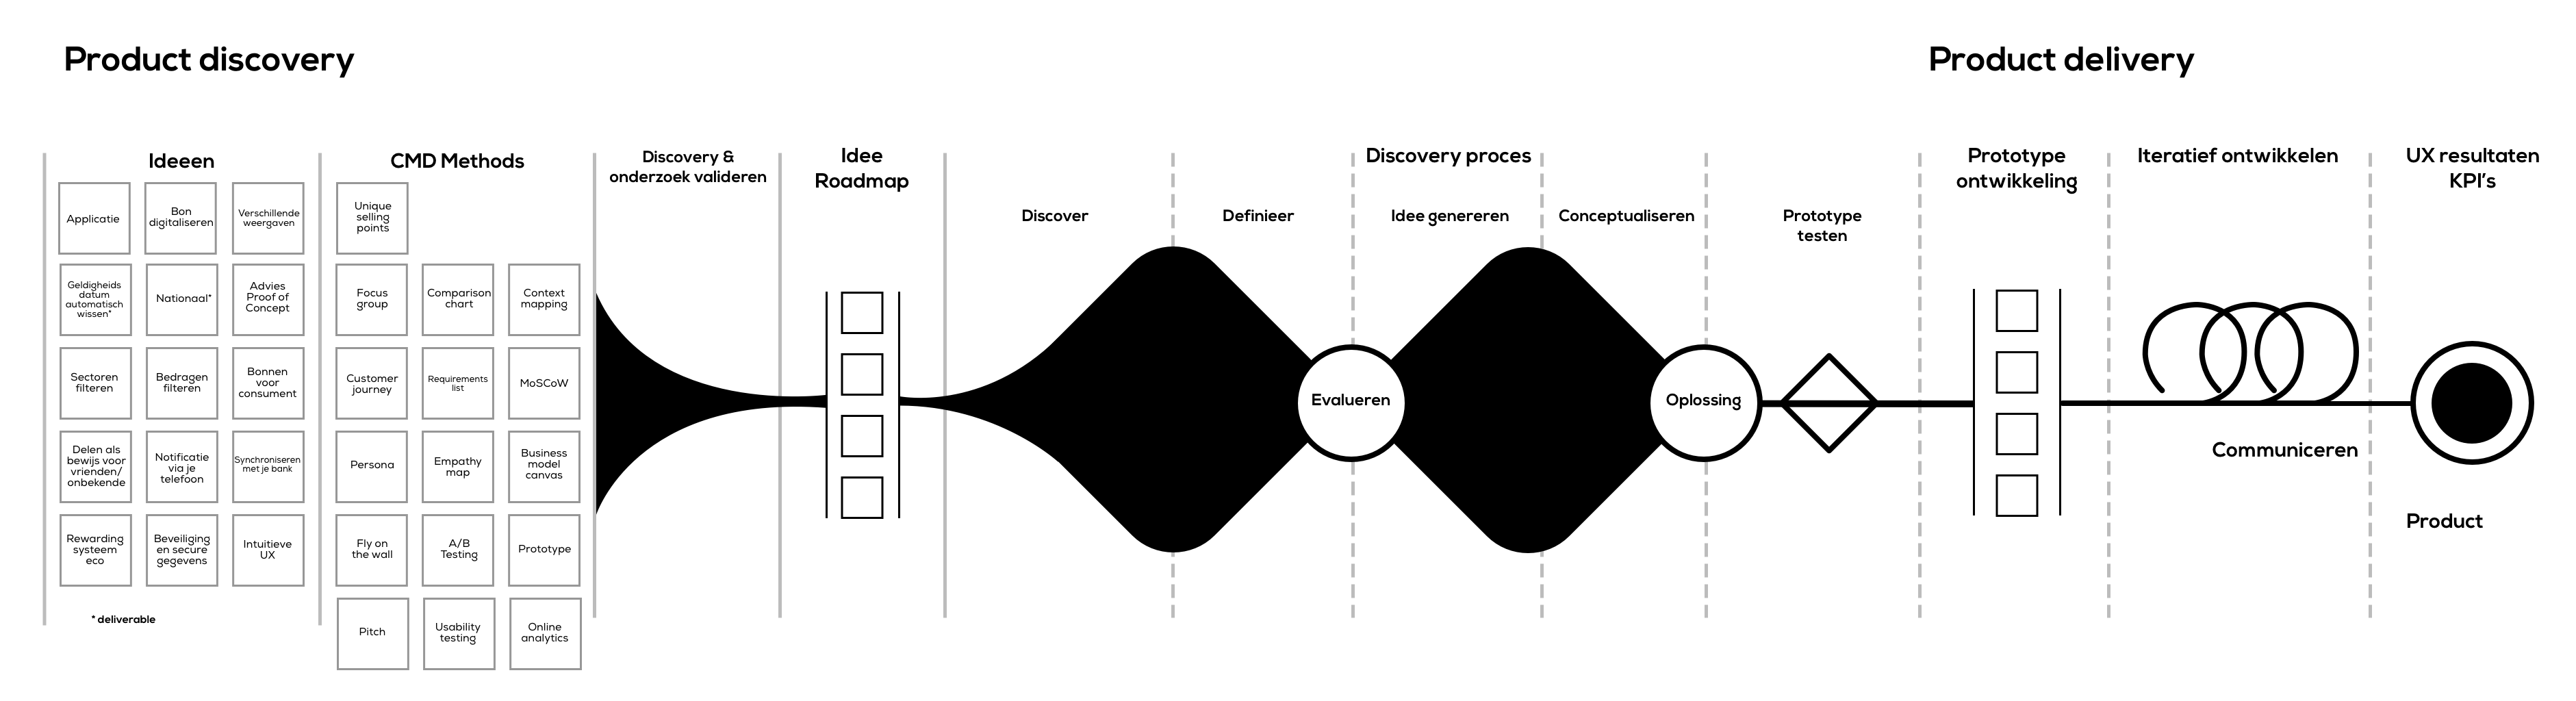 Product discovery
Product delivery
Ideeen
CMD Methods
Discovery &
onderzoek valideren
Idee
Roadmap
Discovery proces
Prototype
ontwikkeling
Iteratief ontwikkelen
UX resultaten
KPI's
Discover
Definieer
Idee genereren
Conceptualiseren
Prototype
testen
Applicatie
Bon
digitaliseren
Verschillende
weergaven
Geldigheids
datum
automatisch
wissen*
Nationaal*
Advies
Proof of
Concept
Sectoren
filteren
Bedragen
filteren
Bonnen
voor
consument
Delen als
bewijs voor
vrienden/
onbekende
Notificatie
via je
telefoon
Synchroniseren
met je bank
Rewarding
systeem
eco
Beveiliging
en secure
gegevens
Intuitieve
UX
* deliverable
Unique
selling
points
Focus
group
Comparison
chart
Context
mapping
Customer
journey
Requirements
list
MoSCoW
Persona
Empathy
map
Business
model
canvas
Fly on
the wall
A/B
Testing
Prototype
Pitch
Usability
testing
Online
analytics
Evalueren
Oplossing
Communiceren
Product